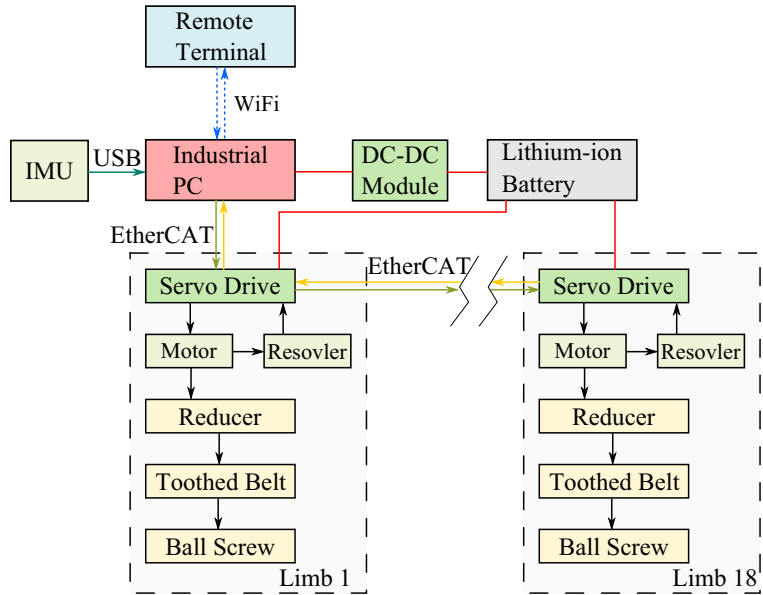 Remote
Terminal
WiFi
IMU
USB
Industrial
PC
DC-DC
Module
Lithium-ion
Battery
EtherCAT
EtherCAT
Servo Drive
Motor
Resovler
Reducer
Toothed Belt
Ball Screw
Limb 1
Servo Drive
Motor
Resovler
Reducer
Toothed Belt
Ball Screw
Limb 18